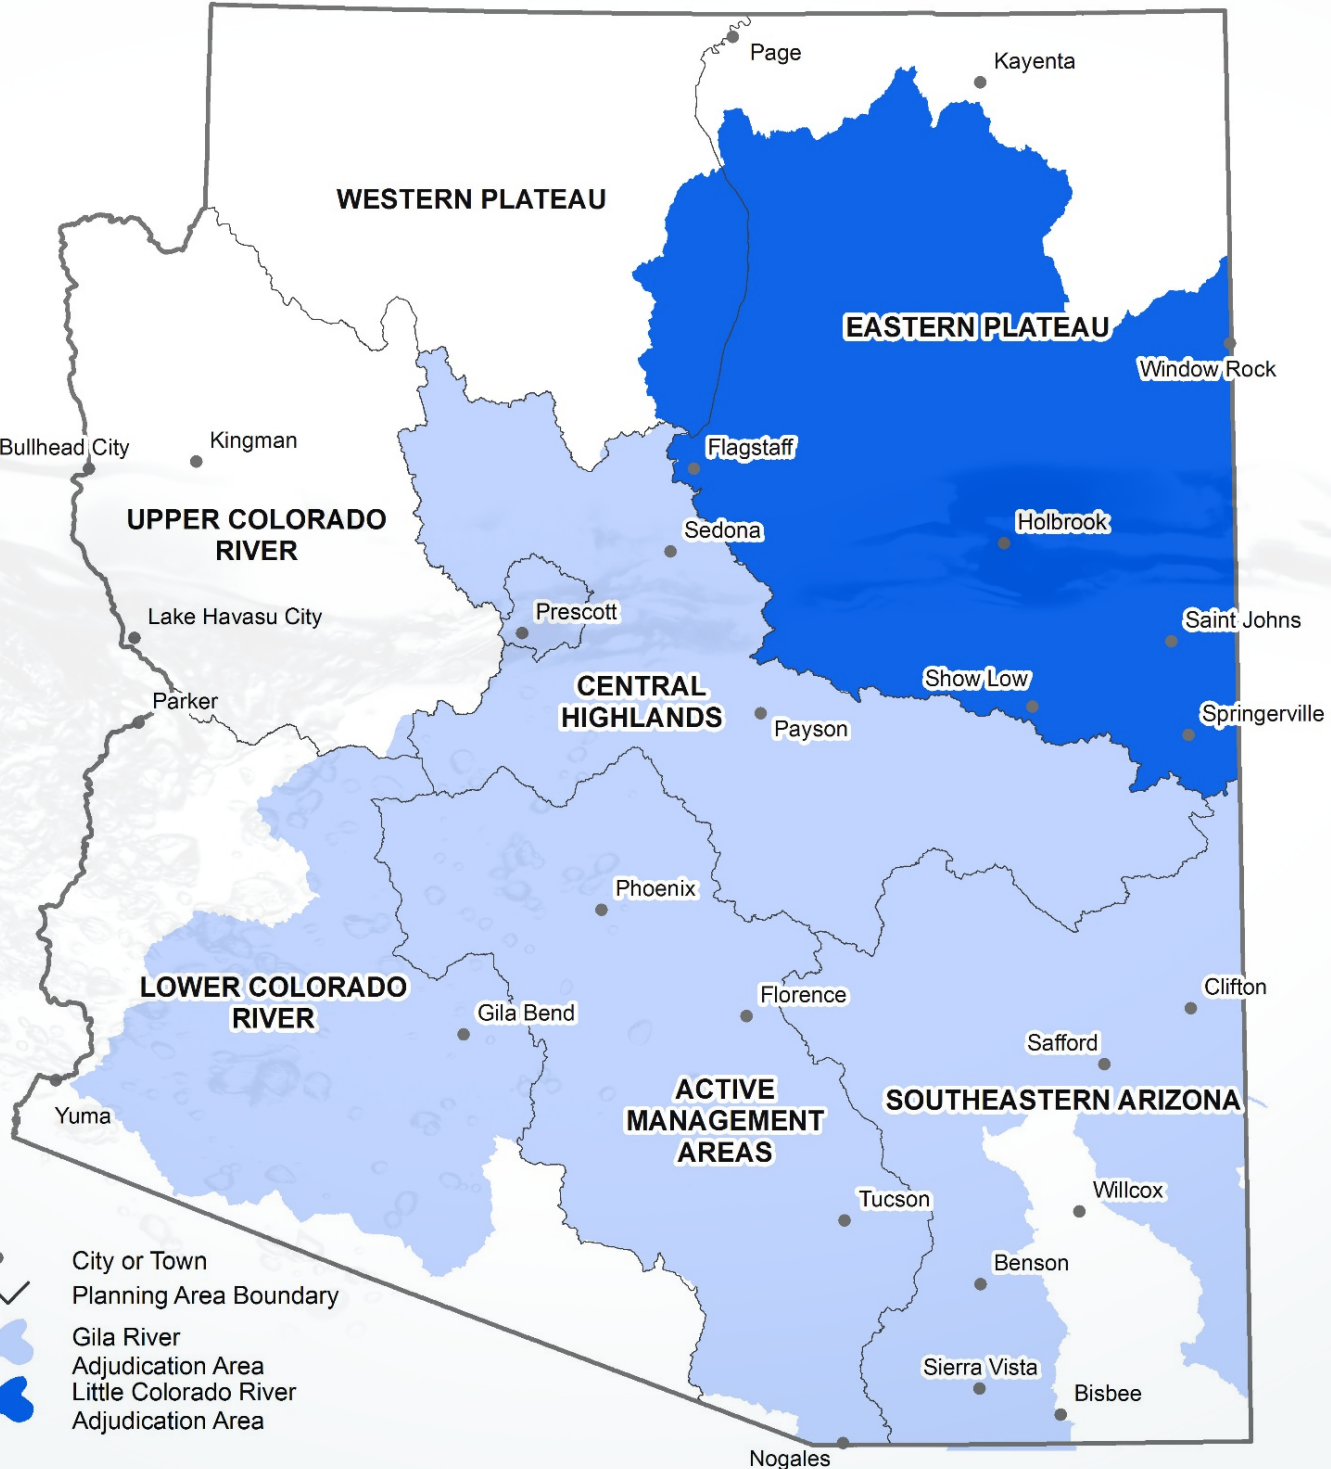 Page
Kayenta
WESTERN PLATEAU
EASTERN PLATEAU
Window Rock
Bullhead City
Kingman
Flagstaff
UPPER COLORADO
RIVER
Sedona
Holbrook
Lake Havasu City
Prescott
Saint Johns
Parker
CENTRAL
HIGHLANDS
Show Low
Payson
Springerville
Phoenix
LOWER COLORADO
RIVER
Gila Bend
Florence
Clifton
Safford
ACTIVE
MANAGEMENT
AREAS
SOUTHEASTERN ARIZONA
Yuma
Tucson
Willcox
Benson
Sierra Vista
Bisbee
Nogales
City or Town
Planning Area Boundary
Gila River
Adjudication Area
Little Colorado River
Adjudication Area